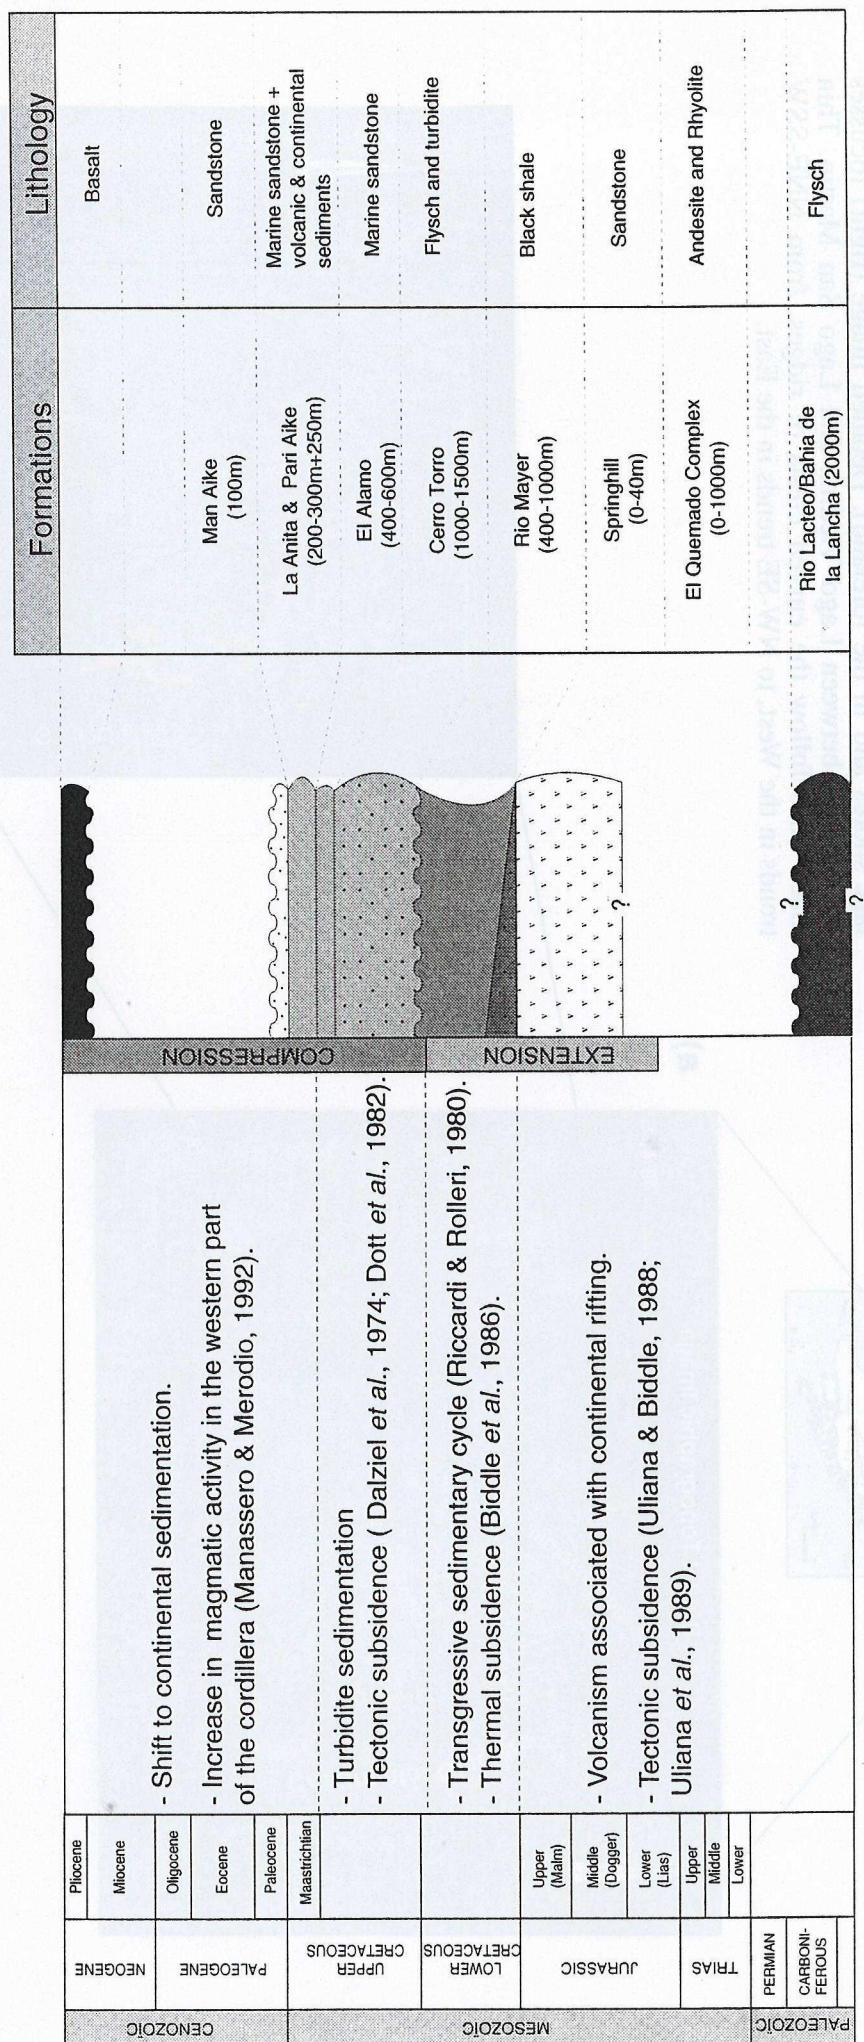 CENOZOÏC
MESOZOÏC
PALEOZOÏC
NEOGENE
PALEOGENE
UPPER
CRETACEOUS
LOWER
CRETACEOUS
JURASSIC
TRIAS
PERMIAN
CARBONI-
FEROUS
Pliocene
Miocene
Oligocene
Eocene
Paleocene
Maastrichtian
Upper
(Malm)
Middle
(Dogger)
Lower
(Lias)
Upper
Middle
Lower
- Shift to continental sedimentation.
- Increase in magmatic activity in the western part
of the cordillera (Manassero & Merodio, 1992).
- Turbidite sedimentation
- Tectonic subsidence ( Dalziel et al., 1974; Dott et al., 1982).
- Transgressive sedimentary cycle (Riccardi & Rolleri, 1980).
- Thermal subsidence (Biddle et al., 1986).
- Volcanism associated with continental rifting.
- Tectonic subsidence (Uliana & Biddle, 1988;
Uliana et al., 1989).
COMPRESSION
EXTENSION
?
?
?
Formations
Man Aike
(100m)
La Anita & Pari Aike
(200-300m+250m)
El Alamo
(400-600m)
Cerro Torro
(1000-1500m)
Rio Mayer
(400-1000m)
Springhill
(0-40m)
El Quemado Complex
(0-1000m)
Rio Lacteo/Bahia de
la Lancha (2000m)
Lithology
Basalt
Sandstone
Marine sandstone +
volcanic & continental
sediments
Marine sandstone
Flysch and turbidite
Black shale
Sandstone
Andesite and Rhyolite
Flysch